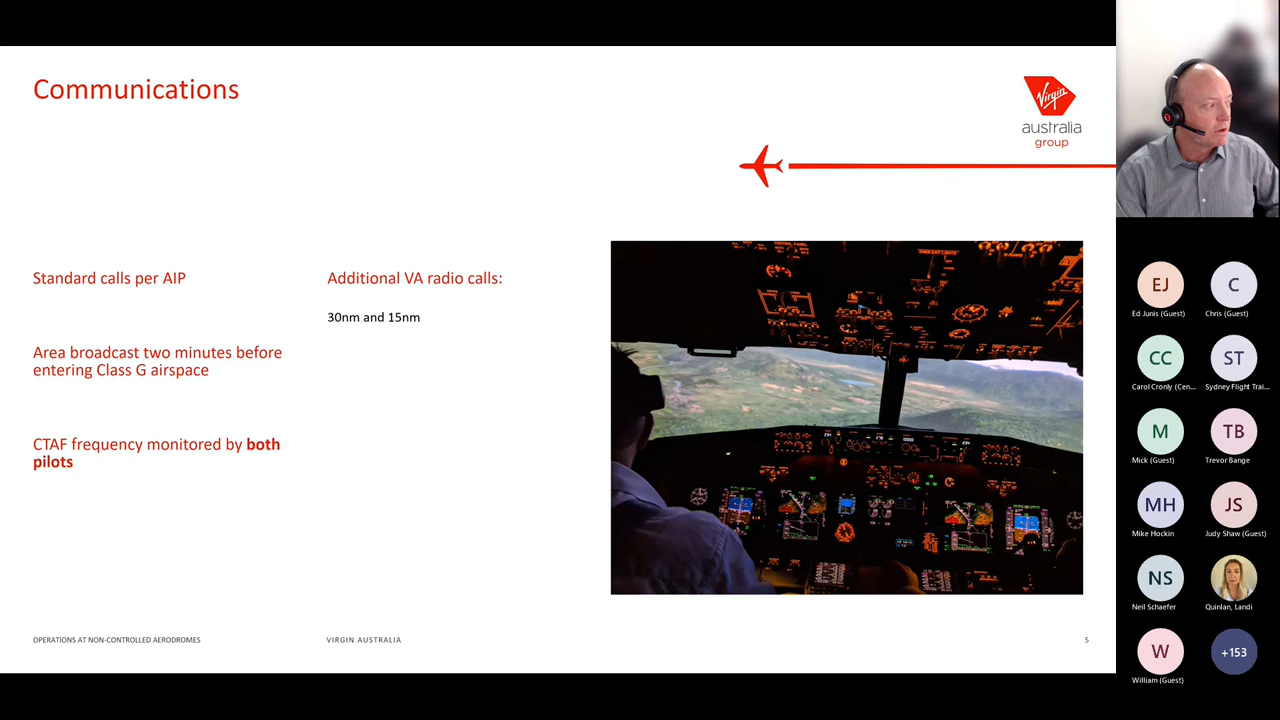 Communications
Virgin
australia
group
Standard calls per AIP
Additional VA radio calls:
30nm and 15nm
Area broadcast two minutes before
entering Class G airspace
CTAF frequency monitored by both
pilots
OPERATIONS AT NON-CONTROLLED AERODROMES
VIRGIN AUSTRALIA
5
EJ
Ed Junis (Guest)
C
Chris (Guest)
CC
Carol Cronly (Cen...
ST
Sydney Flight Trai...
M
Mick (Guest)
TB
Trevor Bange
MH
Mike Hockin
JS
Judy Shaw (Guest)
NS
Neil Schaefer
Quinlan, Landi
W
William (Guest)
+153